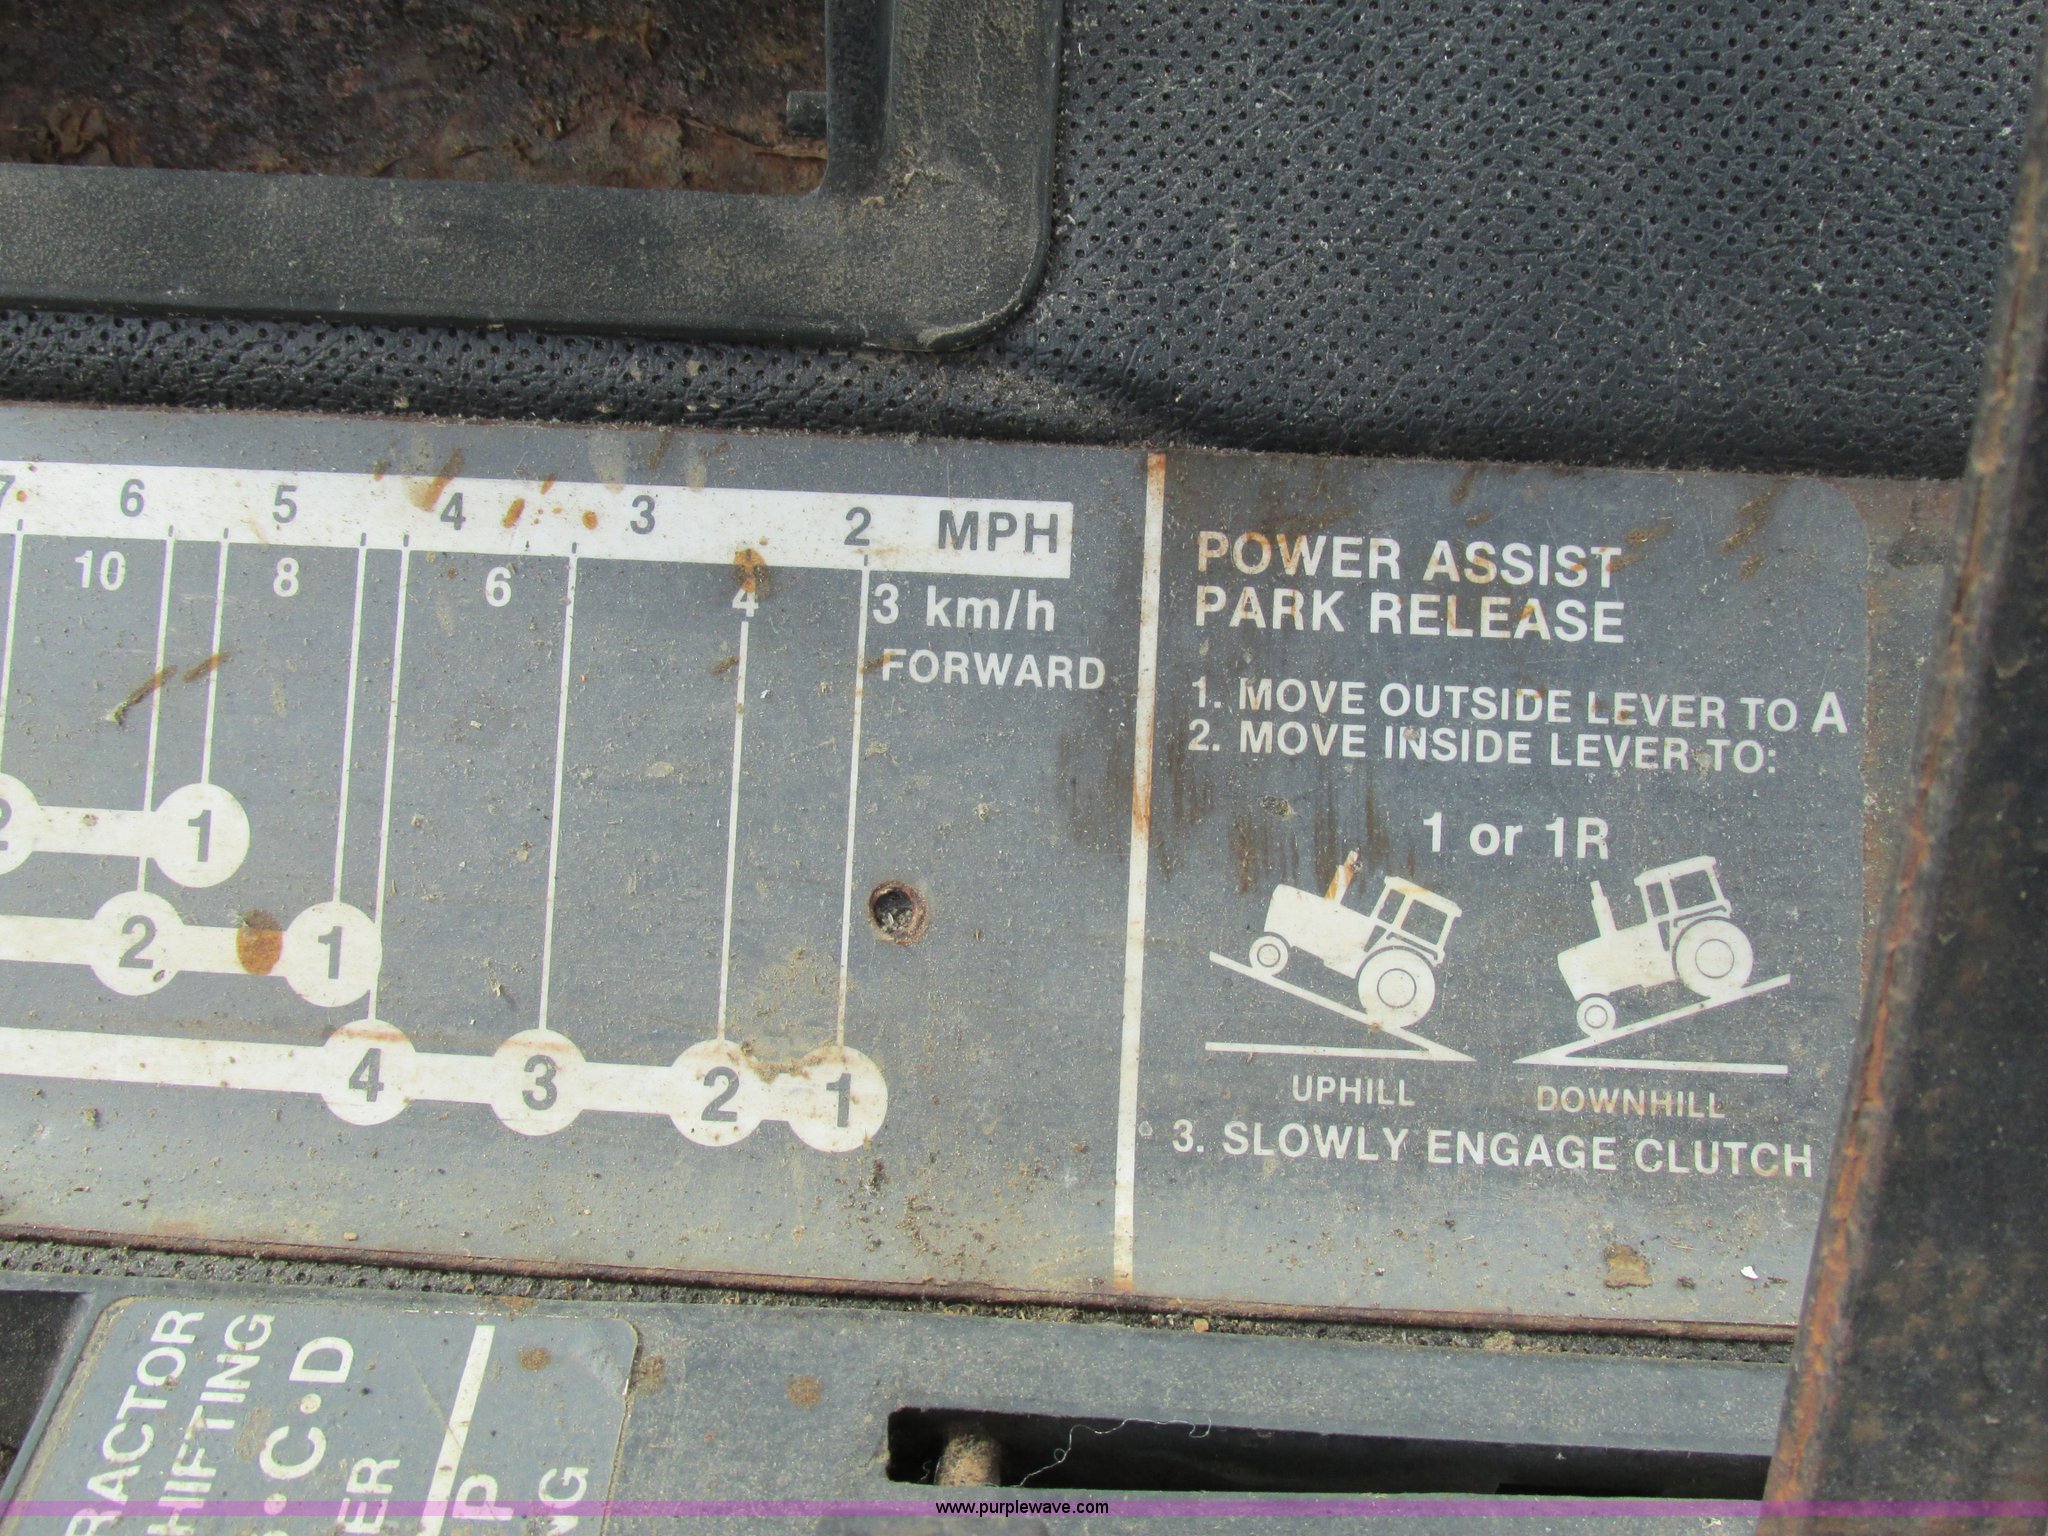 7 6 5 4 3 2 MPH
10 8 6 4 3 km/h
FORWARD
2 1
2 1
4 3 2 1
POWER ASSIST
PARK RELEASE
1. MOVE OUTSIDE LEVER TO A
2. MOVE INSIDE LEVER TO:
1 or 1R
UPHILL DOWNHILL
3. SLOWLY ENGAGE CLUTCH
C•D
P
www.purplewave.com